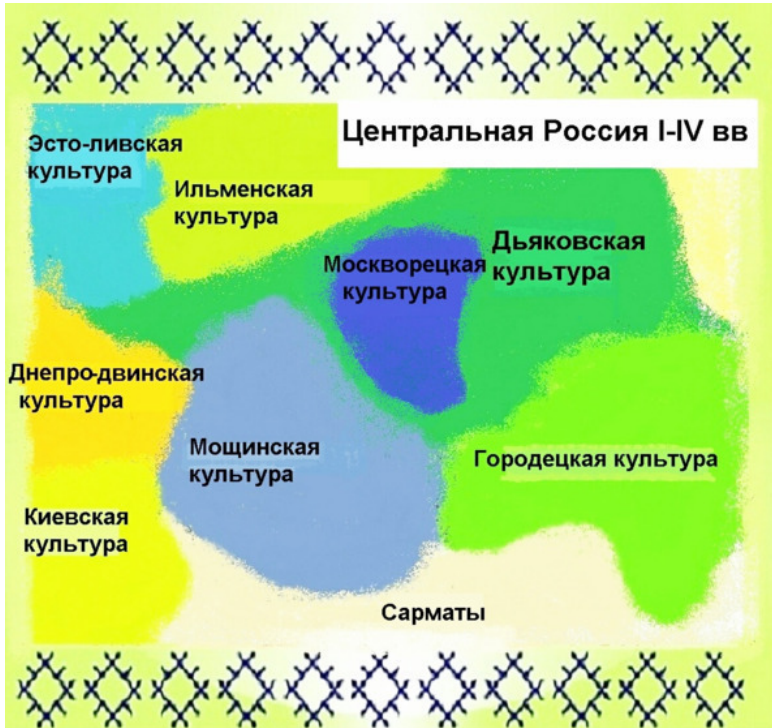 Центральная Россия I-IV вв
Эсто-ливская
культура
Ильменская
культура
Дьяковская
культура
Москворецкая
культура
Днепро-двинская
культура
Мощинская
культура
Городецкая культура
Киевская
культура
Сарматы